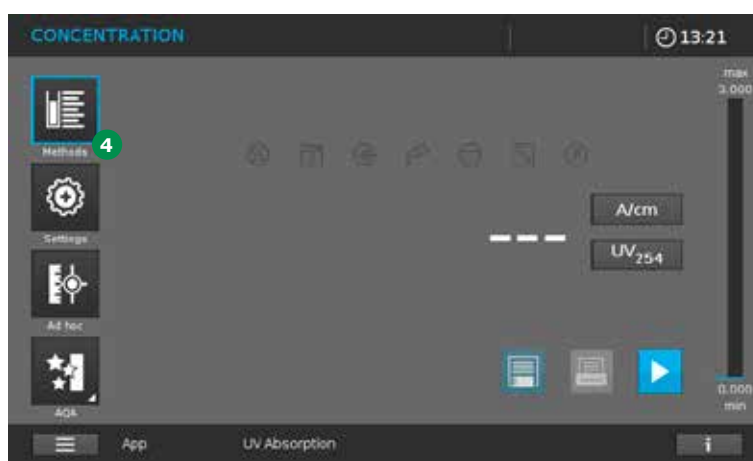 CONCENTRATION
13:21
max
3.000
Methods
4
Settings
A/cm
UV254
Ad hoc
AQA
0.000
min
App
UV Absorption
i